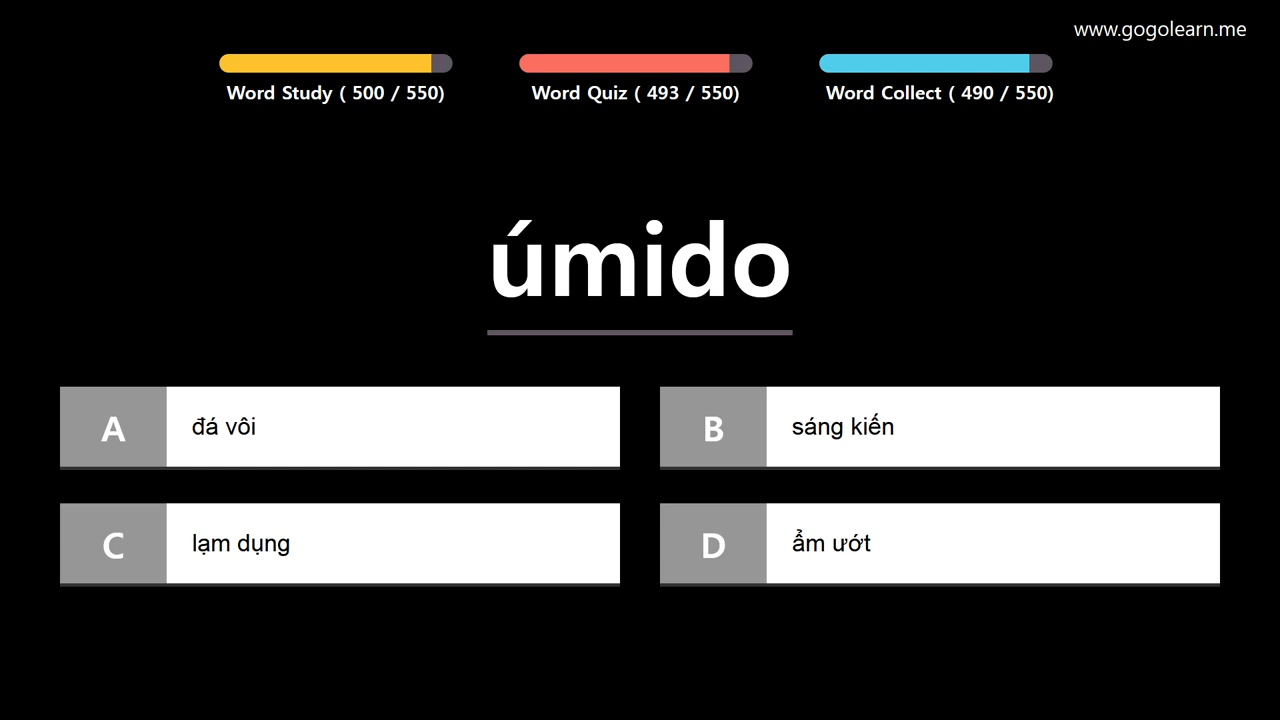 www.gogolearn.me
Word Study ( 500 / 550)
Word Quiz ( 493 / 550)
Word Collect ( 490 / 550)
úmido
A
đá vôi
B
sáng kiến
C
lạm dụng
D
ẩm ướt